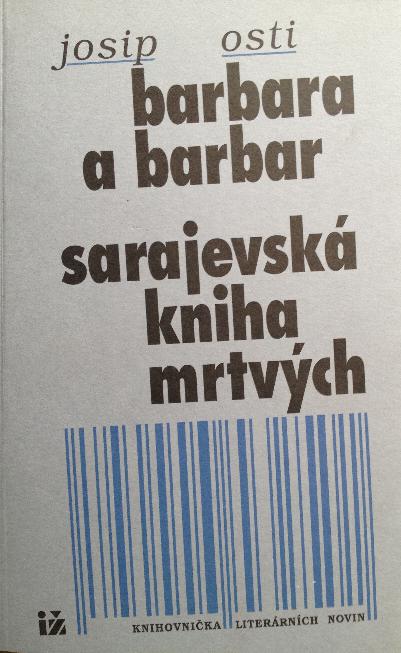 josip osti
barbara
a barbar
sarajevská
kniha
mrtvých
iž KNIHOVNIČKA LITERÁRNÍCH NOVIN